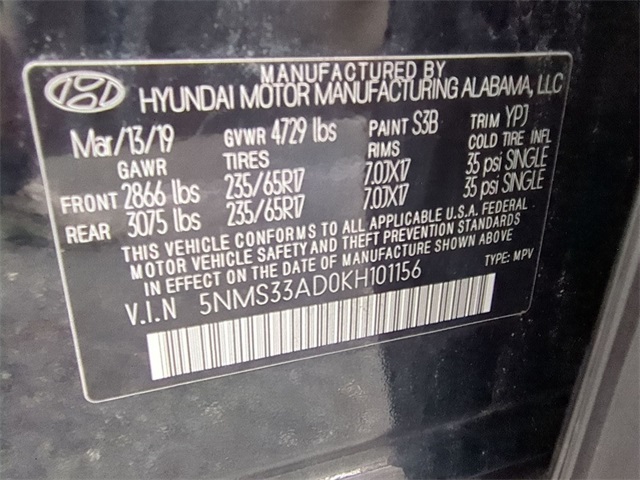 MANUFACTURED BY
HYUNDAI MOTOR MANUFACTURING ALABAMA, LLC
Mar/13/19 GVWR 4729 lbs PAINT S3B TRIM YPJ
GAWR TIRES RIMS COLD TIRE INFL
FRONT 2866 lbs 235/65R17 7.0JX17 35 psi SINGLE
REAR 3075 lbs 235/65R17 7.0JX17 35 psi SINGLE
THIS VEHICLE CONFORMS TO ALL APPLICABLE U.S.A. FEDERAL
MOTOR VEHICLE SAFETY AND THEFT PREVENTION STANDARDS
IN EFFECT ON THE DATE OF MANUFACTURE SHOWN ABOVE
V.I.N 5NMS33AD0KH101156 TYPE: MPV